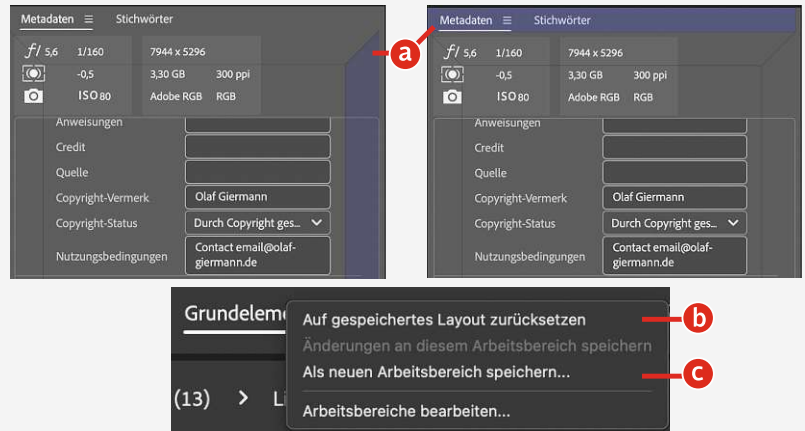 Metadaten Stichwörter
f/ 5,6 1/160 7944 x 5296
-0,5 3,30 GB 300 ppi
ISO 80 Adobe RGB RGB
Anweisungen
Credit
Quelle
Copyright-Vermerk Olaf Giermann
Copyright-Status Durch Copyright ges...
Nutzungsbedingungen Contact email@olaf-
giermann.de
a
Metadaten Stichwörter
f/ 5,6 1/160 7944 x 5296
-0,5 3,30 GB 300 ppi
ISO 80 Adobe RGB RGB
Anweisungen
Credit
Quelle
Copyright-Vermerk Olaf Giermann
Copyright-Status Durch Copyright ges...
Nutzungsbedingungen Contact email@olaf-
giermann.de
Grundeleme
(13) > Li
Auf gespeichertes Layout zurücksetzen b
Änderungen an diesem Arbeitsbereich speichern
Als neuen Arbeitsbereich speichern... c
Arbeitsbereiche bearbeiten...